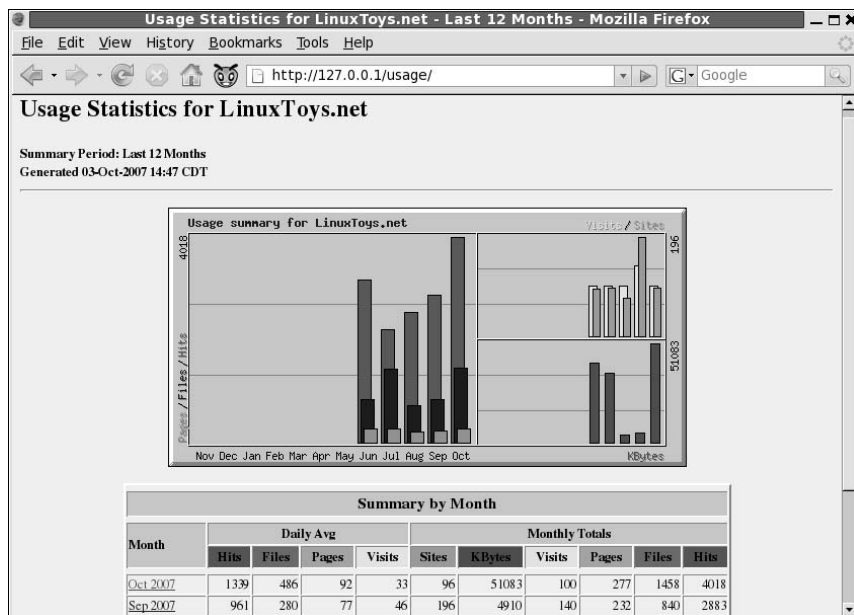 Usage Statistics for LinuxToys.net - Last 12 Months - Mozilla Firefox
File Edit View History Bookmarks Tools Help
http://127.0.0.1/usage/
G Google
Usage Statistics for LinuxToys.net
Summary Period: Last 12 Months
Generated 03-Oct-2007 14:47 CDT
Usage summary for LinuxToys.net
Visits/Sites
4018
196
Pages/Files/Hits
51083
Nov Dec Jan Feb Mar Apr May Jun Jul Aug Sep Oct
KBytes
Summary by Month
Month Daily Avg Monthly Totals
Hits Files Pages Visits Sites KBytes Visits Pages Files Hits
Oct 2007 1339 486 92 33 96 51083 100 277 1458 4018
Sep 2007 961 280 77 46 196 4910 140 232 840 2883